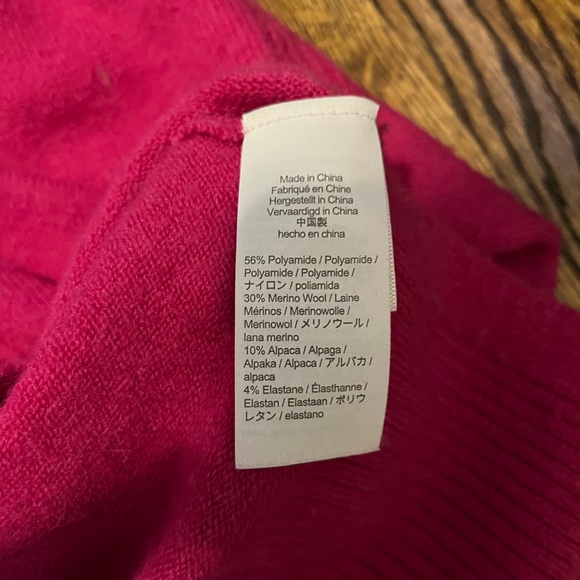 Made in China
Fabriqué en Chine
Hergestellt in China
Vervaardigd in China
中国製
hecho en china
56% Polyamide / Polyamide /
Polyamide / Polyamide /
ナイロン / poliamida
30% Merino Wool / Laine
Mérinos / Merinowolle /
Merinowol / メリノウール /
lana merino
10% Alpaca / Alpaga /
Alpaka / Alpaca / アルパカ /
alpaca
4% Elastane / Élasthanne /
Elastan / Elastaan / ポリウ
レタン / elastano